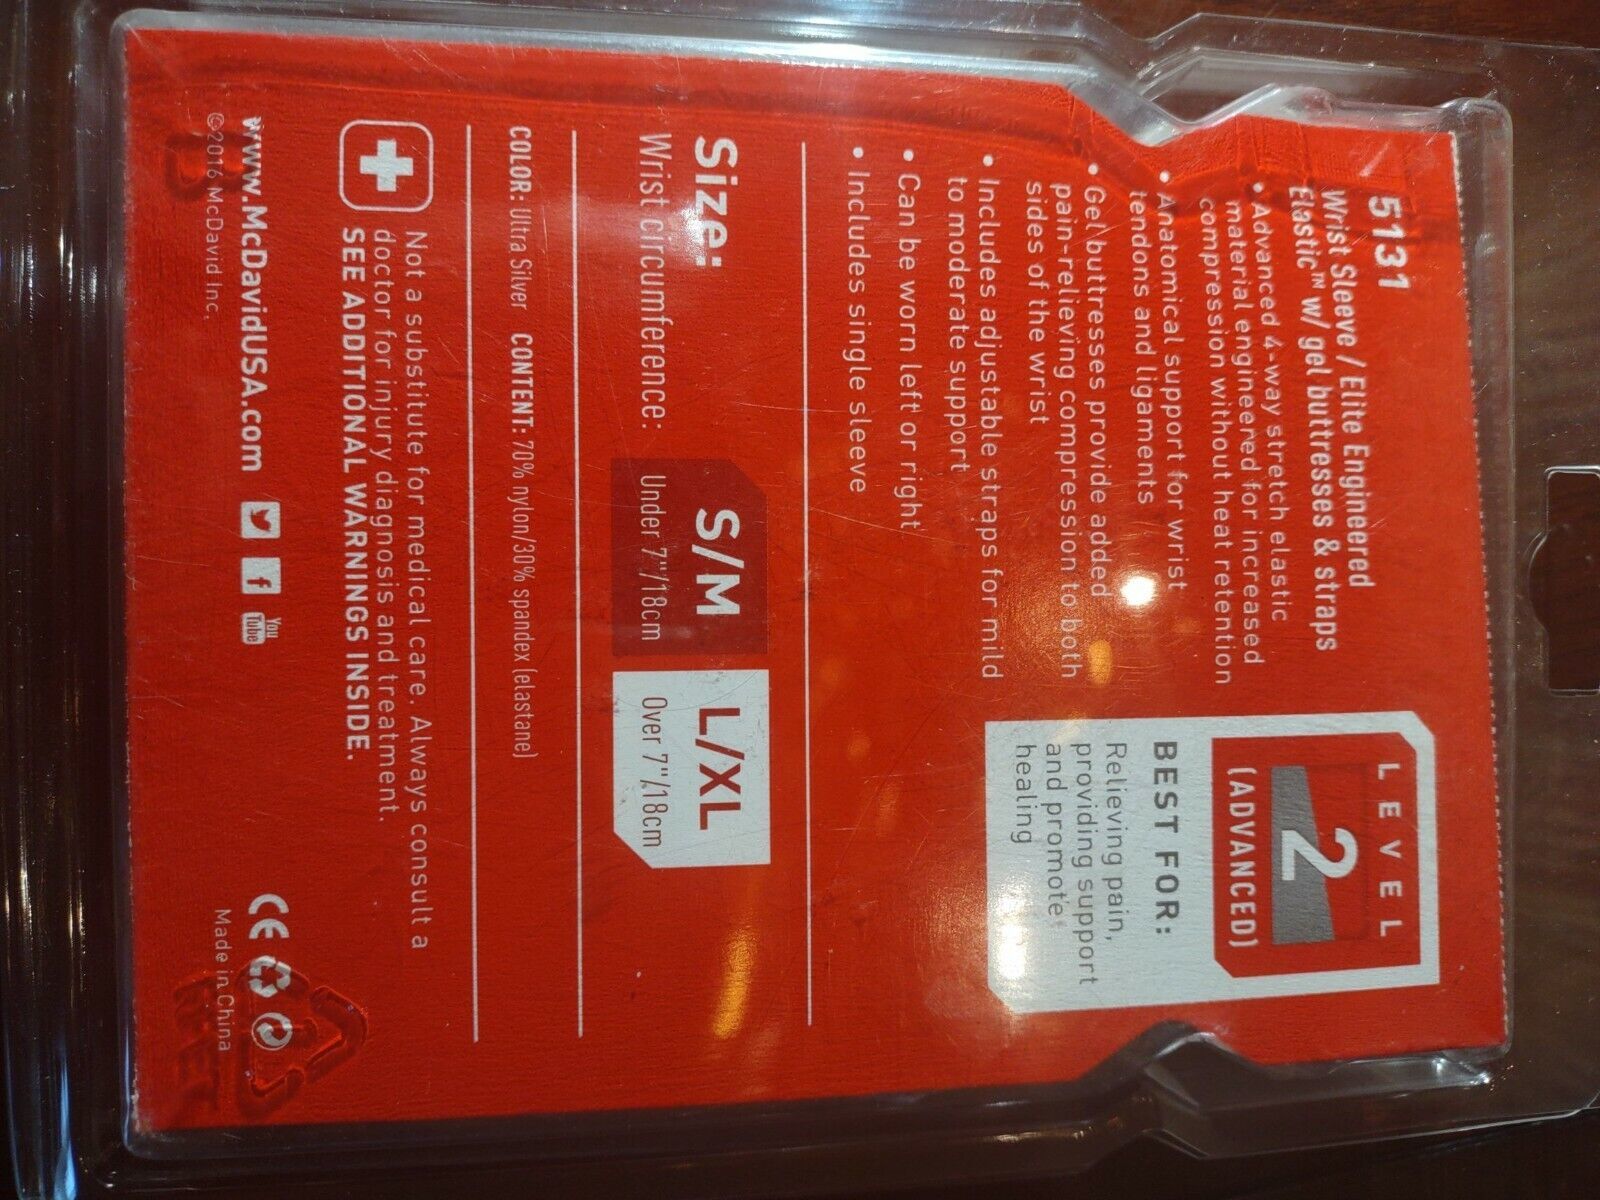 5131
Wrist Sleeve / Elite Engineered
Elastic™ w/ gel buttresses & straps
• Advanced 4-way stretch elastic
material engineered for increased
compression without heat retention
• Anatomical support for wrist
tendons and ligaments
• Gel buttresses provide added
pain-relieving compression to both
sides of the wrist
• Includes adjustable straps for mild
to moderate support
• Can be worn left or right
• Includes single sleeve
LEVEL
2
(ADVANCED)
BEST FOR:
Relieving pain,
providing support
and promote
healing
Size:
Wrist circumference:
S/M
Under 7"/18cm
L/XL
Over 7"/18cm
COLOR: Ultra Silver CONTENT: 70% nylon/30% spandex (elastane)
Not a substitute for medical care. Always consult a
doctor for injury diagnosis and treatment.
SEE ADDITIONAL WARNINGS INSIDE.
www.McDavidUSA.com
f
You
Tube
©2016 McDavid Inc.
CE
Made in China